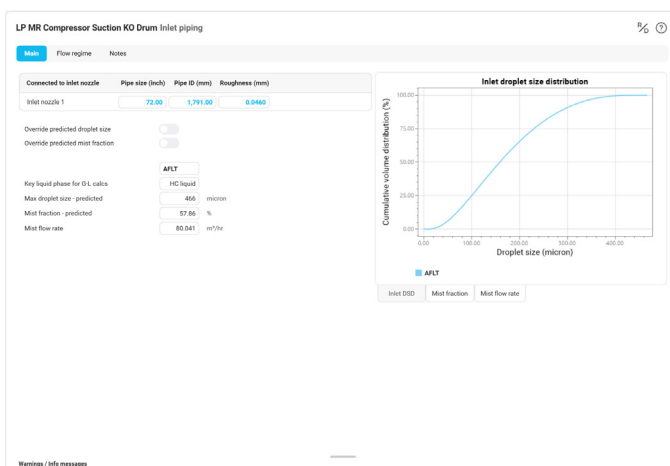 LP MR Compressor Suction KO Drum Inlet piping
R/D ?
Main Flow regime Notes
Connected to inlet nozzle Pipe size (inch) Pipe ID (mm) Roughness (mm)
Inlet nozzle 1 72.00 1,791.00 0.0460
Override predicted droplet size
Override predicted mist fraction
AFLT
Key liquid phase for G-L calcs HC liquid
Max droplet size - predicted 466 micron
Mist fraction - predicted 57.86 %
Mist flow rate 80.041 m³/hr
Inlet droplet size distribution
Cumulative volume distribution (%)
100.00
75.00
50.00
25.00
0.00
0.00 100.00 200.00 300.00 400.00
Droplet size (micron)
AFLT
Inlet DSD Mist fraction Mist flow rate
Warnings / Info messages